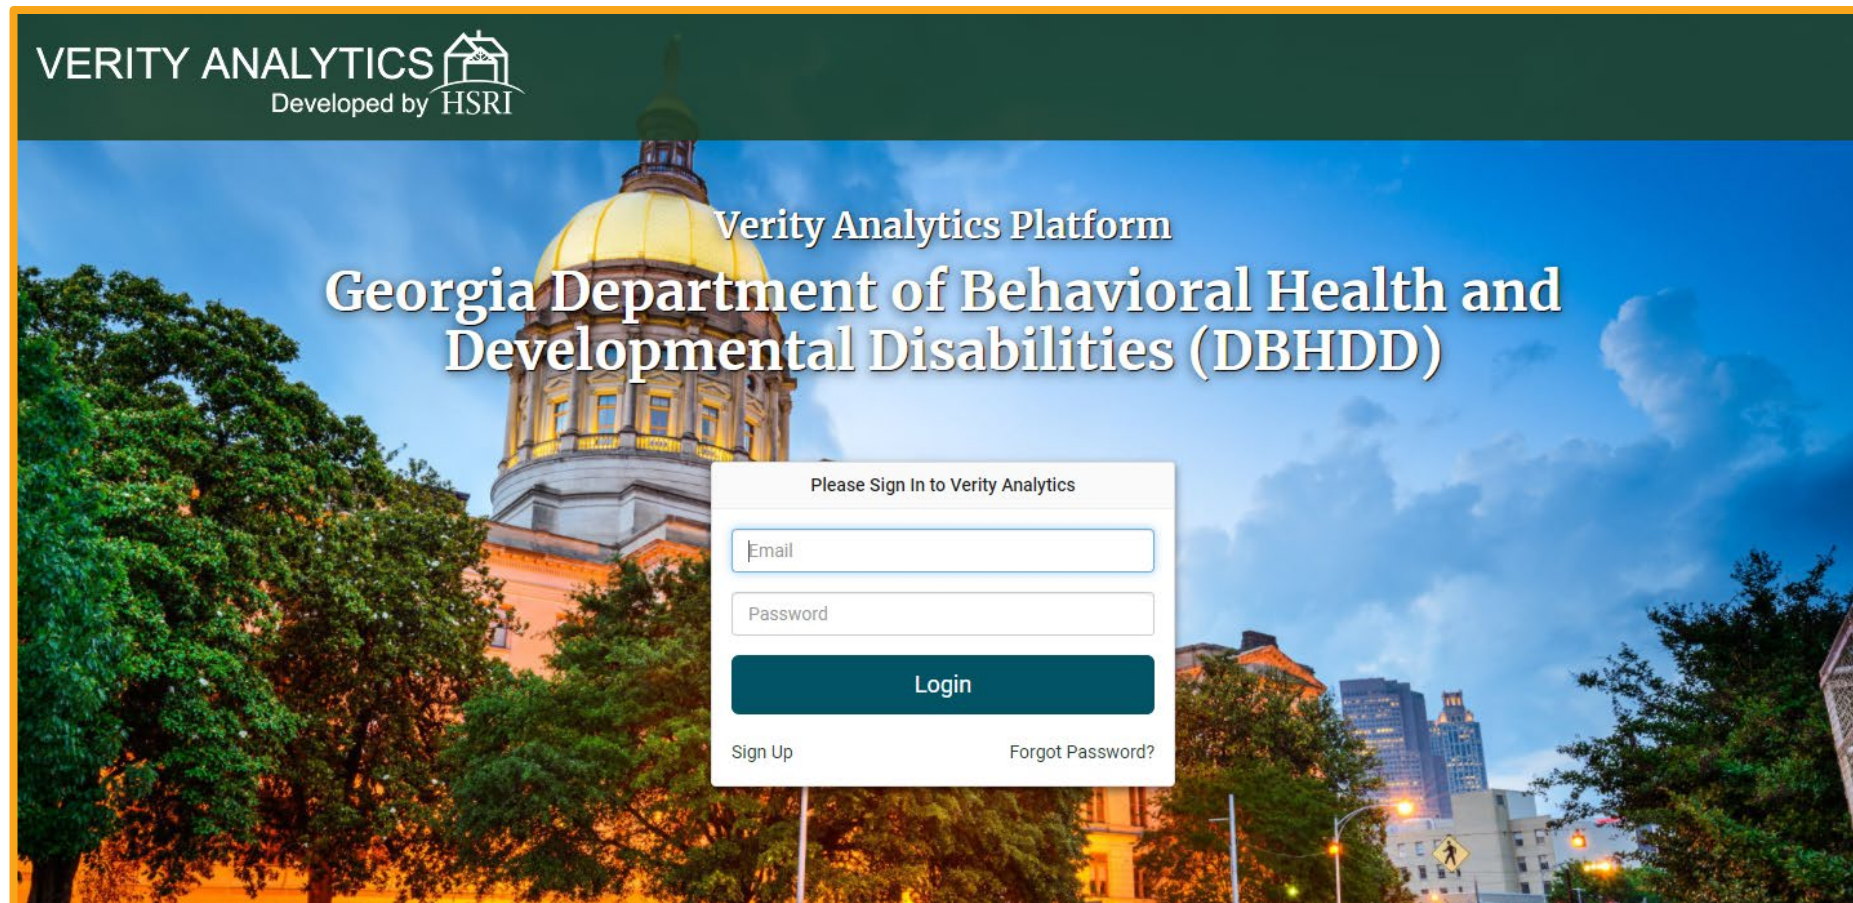 VERITY ANALYTICS
Developed by HSRI
Verity Analytics Platform
Georgia Department of Behavioral Health and
Developmental Disabilities (DBHDD)
Please Sign In to Verity Analytics
Email
Password
Login
Sign Up
Forgot Password?